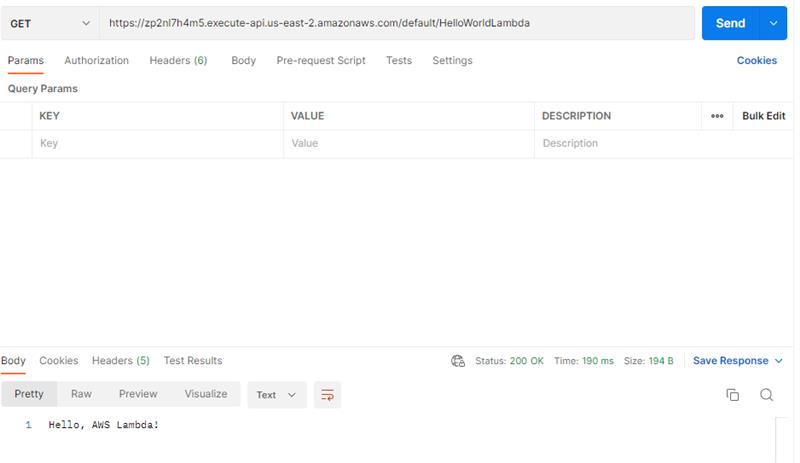 GET https://zp2nl7h4m5.execute-api.us-east-2.amazonaws.com/default/HelloWorldLambda Send
Params Authorization Headers (6) Body Pre-request Script Tests Settings Cookies
Query Params
KEY VALUE DESCRIPTION ••• Bulk Edit
Key Value Description
Body Cookies Headers (5) Test Results Status: 200 OK Time: 190 ms Size: 194 B Save Response
Pretty Raw Preview Visualize Text
1 Hello, AWS Lambda!